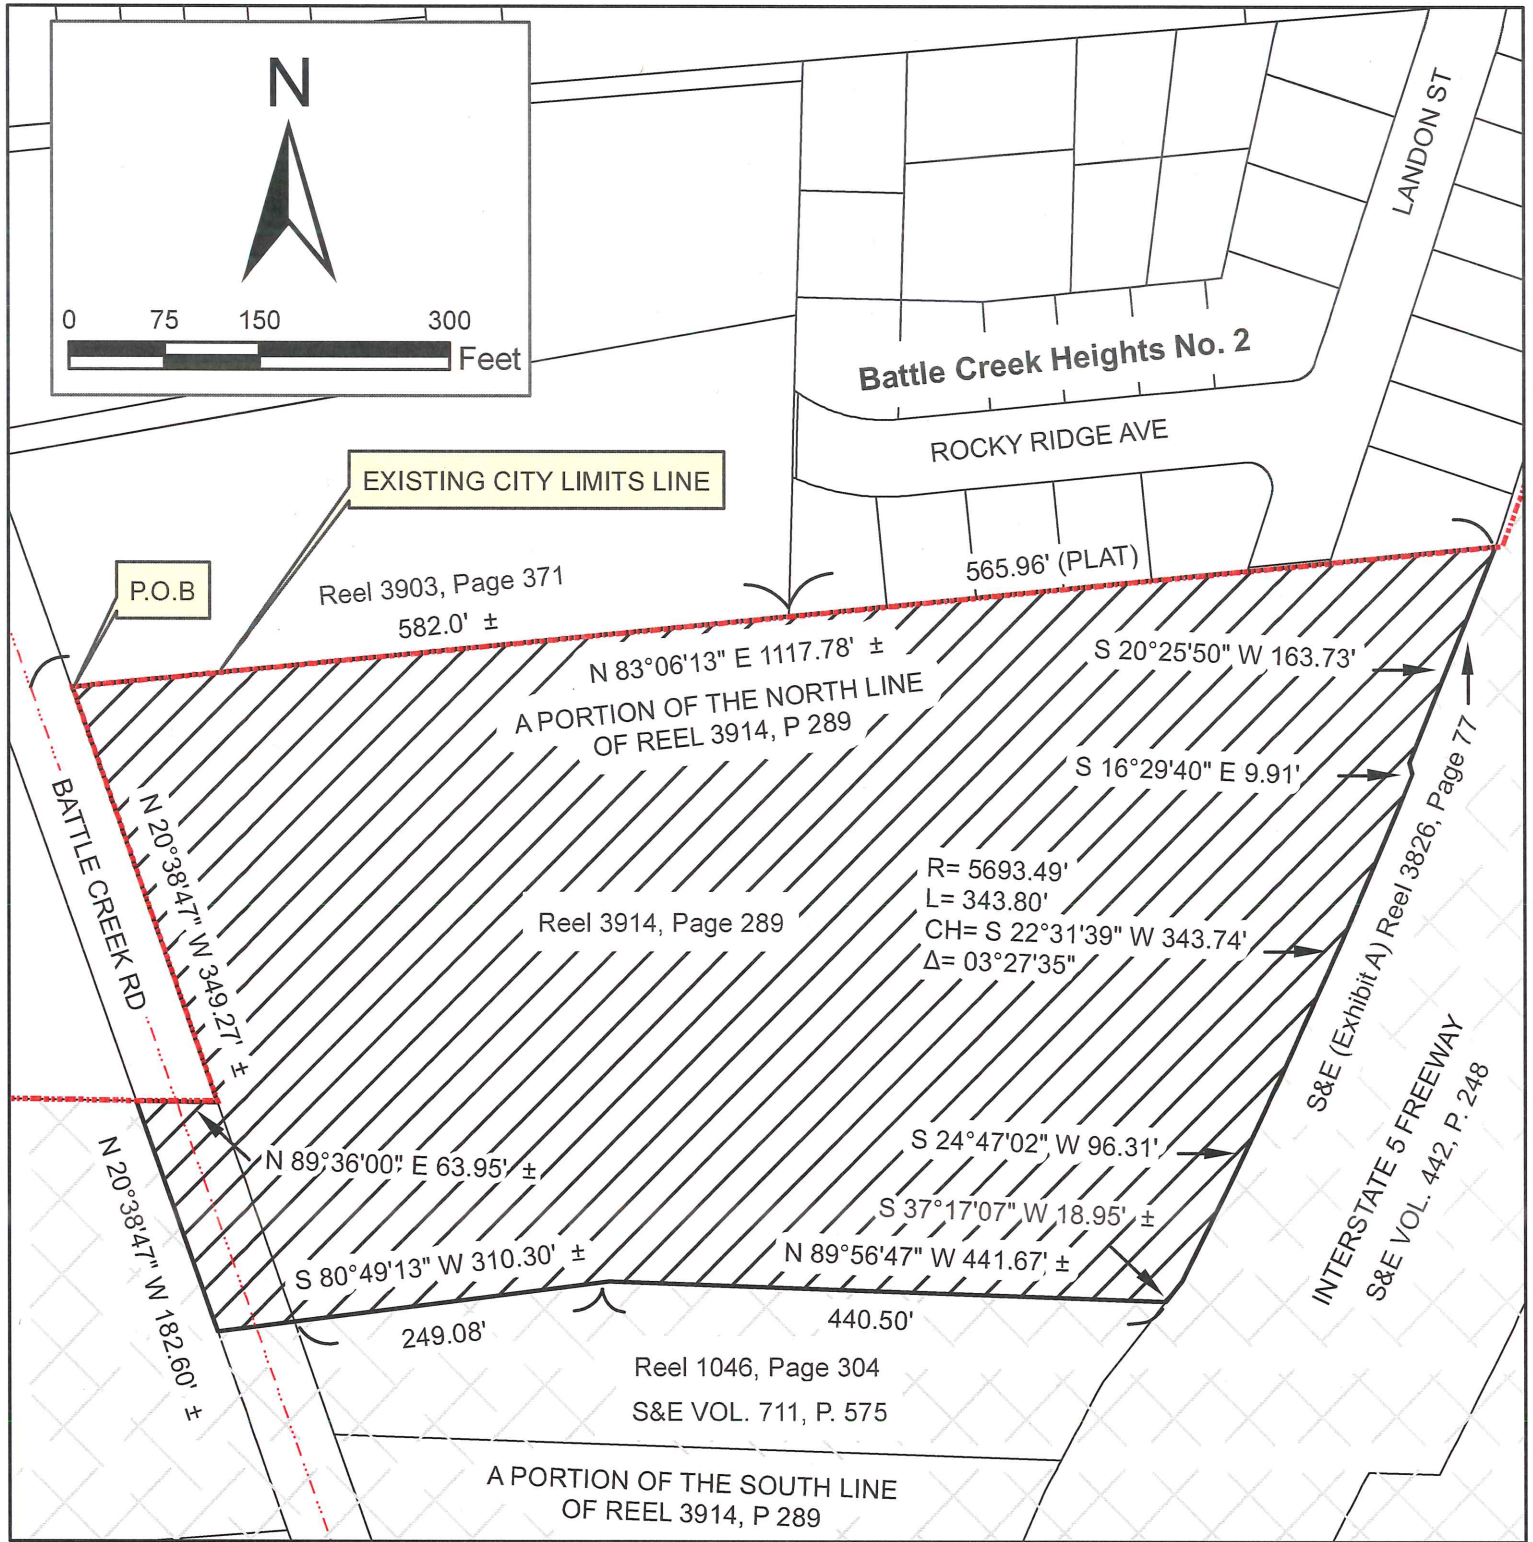 N
0 75 150 300
Feet
LANDON ST
Battle Creek Heights No. 2
ROCKY RIDGE AVE
EXISTING CITY LIMITS LINE
P.O.B
Reel 3903, Page 371
582.0' ±
565.96' (PLAT)
N 83°06'13" E 1117.78' ±
A PORTION OF THE NORTH LINE
OF REEL 3914, P 289
S 20°25'50" W 163.73'
S 16°29'40" E 9.91'
BATTLE CREEK RD
N 20°38'47" W 349.27' ±
Reel 3914, Page 289
R= 5693.49'
L= 343.80'
CH= S 22°31'39" W 343.74'
Δ= 03°27'35"
S&E (Exhibit A) Reel 3826, Page 77
INTERSTATE 5 FREEWAY
S&E VOL. 442, P. 248
N 89°36'00" E 63.95' ±
S 24°47'02" W 96.31'
S 37°17'07" W 18.95' ±
N 89°56'47" W 441.67' ±
N 20°38'47" W 182.60' ±
S 80°49'13" W 310.30' ±
249.08'
440.50'
Reel 1046, Page 304
S&E VOL. 711, P. 575
A PORTION OF THE SOUTH LINE
OF REEL 3914, P 289